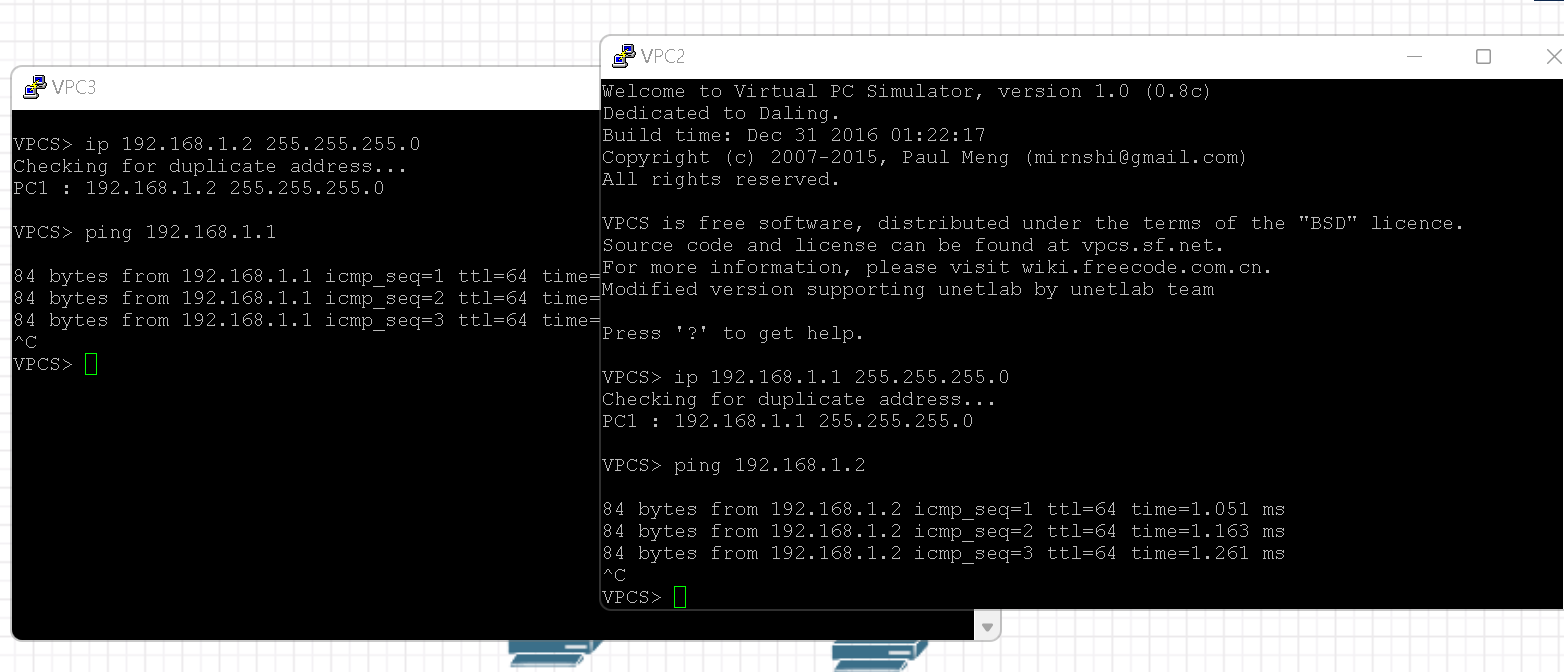 VPC3
VPCS> ip 192.168.1.2 255.255.255.0
Checking for duplicate address...
PC1 : 192.168.1.2 255.255.255.0
VPCS> ping 192.168.1.1
84 bytes from 192.168.1.1 icmp_seq=1 ttl=64 time=
84 bytes from 192.168.1.1 icmp_seq=2 ttl=64 time=
84 bytes from 192.168.1.1 icmp_seq=3 ttl=64 time=
^C
VPCS>
VPC2
Welcome to Virtual PC Simulator, version 1.0 (0.8c)
Dedicated to Daling.
Build time: Dec 31 2016 01:22:17
Copyright (c) 2007-2015, Paul Meng (mirnshi@gmail.com)
All rights reserved.
VPCS is free software, distributed under the terms of the "BSD" licence.
Source code and license can be found at vpcs.sf.net.
For more information, please visit wiki.freecode.com.cn.
Modified version supporting unetlab by unetlab team
Press '?' to get help.
VPCS> ip 192.168.1.1 255.255.255.0
Checking for duplicate address...
PC1 : 192.168.1.1 255.255.255.0
VPCS> ping 192.168.1.2
84 bytes from 192.168.1.2 icmp_seq=1 ttl=64 time=1.051 ms
84 bytes from 192.168.1.2 icmp_seq=2 ttl=64 time=1.163 ms
84 bytes from 192.168.1.2 icmp_seq=3 ttl=64 time=1.261 ms
^C
VPCS>